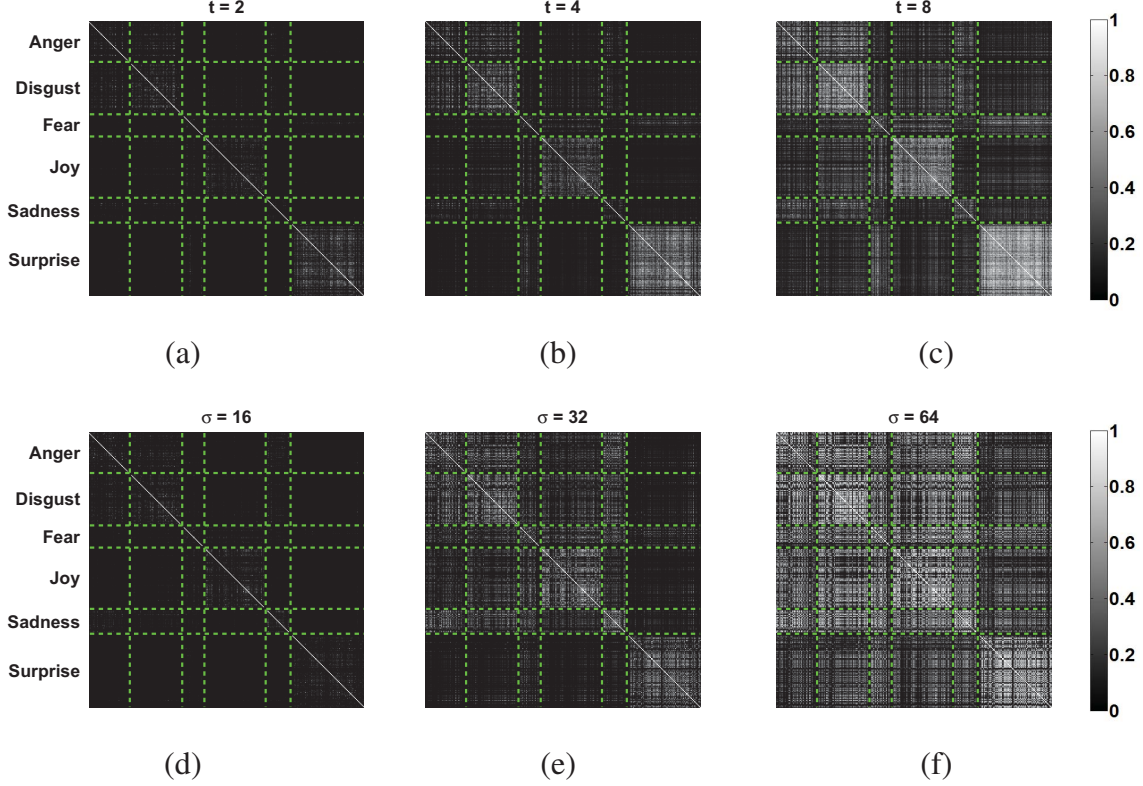 t = 2
t = 4
t = 8
Anger
Disgust
Fear
Joy
Sadness
Surprise
1
0.8
0.6
0.4
0.2
0
(a)
(b)
(c)
σ = 16
σ = 32
σ = 64
Anger
Disgust
Fear
Joy
Sadness
Surprise
1
0.8
0.6
0.4
0.2
0
(d)
(e)
(f)